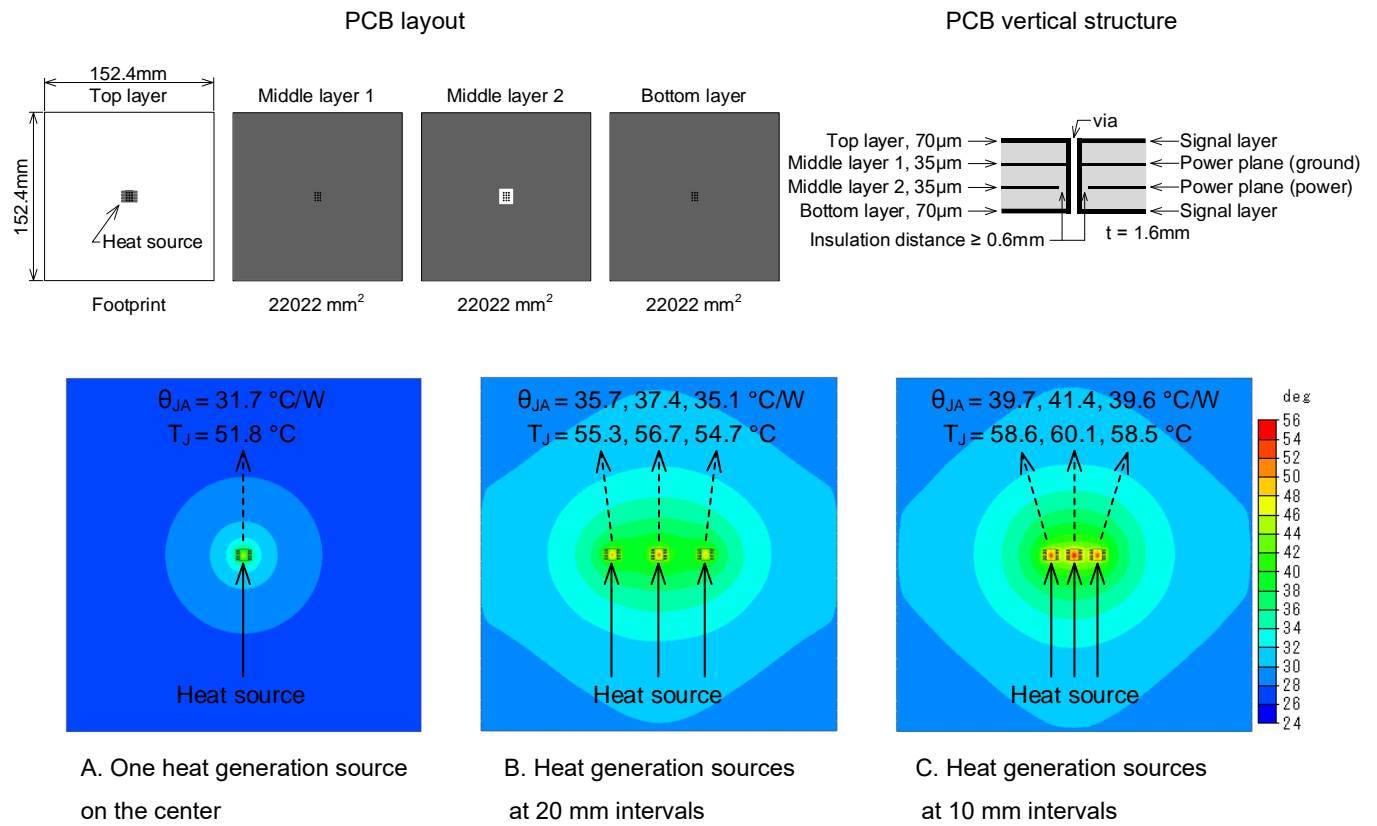 PCB layout
PCB vertical structure
152.4mm
Top layer
Middle layer 1
Middle layer 2
Bottom layer
152.4mm
Heat source
Footprint
22022 mm²
22022 mm²
22022 mm²
via
Top layer, 70µm
Middle layer 1, 35µm
Middle layer 2, 35µm
Bottom layer, 70µm
Signal layer
Power plane (ground)
Power plane (power)
Signal layer
Insulation distance ≥ 0.6mm
t = 1.6mm
θJA = 31.7 °C/W
TJ = 51.8 °C
Heat source
θJA = 35.7, 37.4, 35.1 °C/W
TJ = 55.3, 56.7, 54.7 °C
Heat source
θJA = 39.7, 41.4, 39.6 °C/W
TJ = 58.6, 60.1, 58.5 °C
Heat source
deg
56
54
52
50
48
46
44
42
40
38
36
34
32
30
28
26
24
A. One heat generation source
on the center
B. Heat generation sources
at 20 mm intervals
C. Heat generation sources
at 10 mm intervals